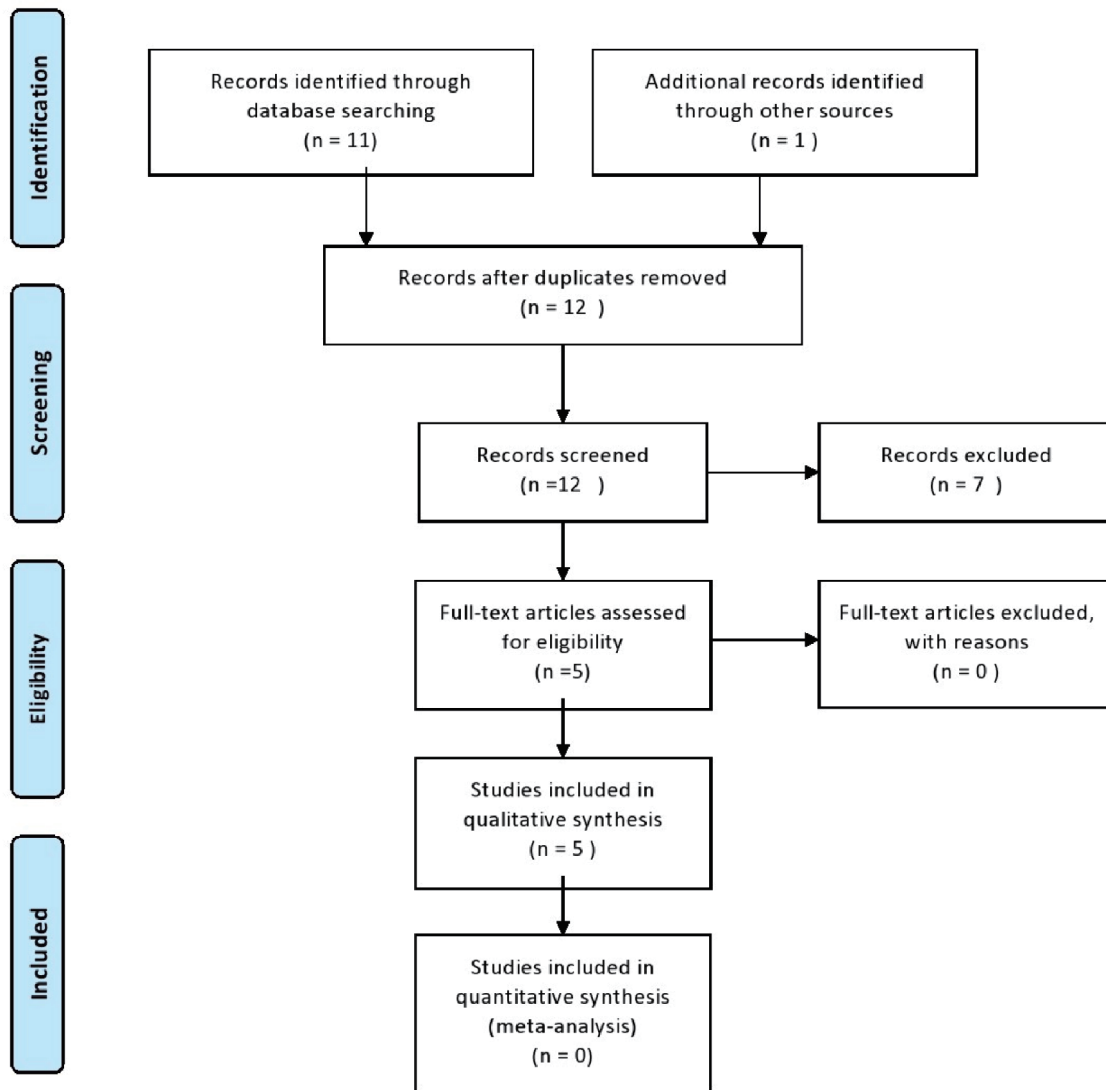 Identification
Records identified through
database searching
(n = 11)
Additional records identified
through other sources
(n = 1 )
Records after duplicates removed
(n = 12 )
Screening
Records screened
(n =12 )
Records excluded
(n = 7 )
Eligibility
Full-text articles assessed
for eligibility
(n =5)
Full-text articles excluded,
with reasons
(n = 0 )
Studies included in
qualitative synthesis
(n = 5 )
Included
Studies included in
quantitative synthesis
(meta-analysis)
(n = 0)